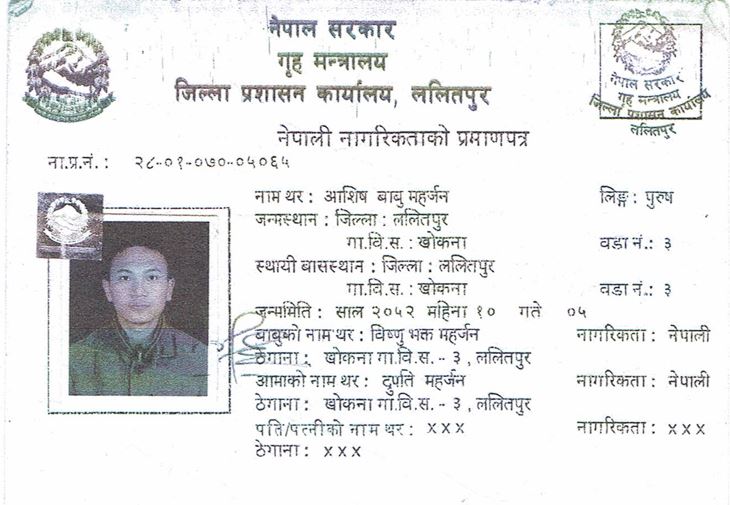 नेपाल सरकार
गृह मन्त्रालय
जिल्ला प्रशासन कार्यालय, ललितपुर
नेपाल सरकार
गृह मन्त्रालय
जिल्ला प्रशासन कार्यालय
ललितपुर
नेपाली नागरिकताको प्रमाणपत्र
ना.प्र.नं. : २८-०१-०७०-०५०६५
नाम थर : आशिष बाबु महर्जन लिङ्ग : पुरुष
जन्मस्थान : जिल्ला : ललितपुर
गा.वि.स. : खोकना वडा नं.: ३
स्थायी बासस्थान : जिल्ला : ललितपुर
गा.वि.स. : खोकना वडा नं.: ३
जन्ममिति : साल २०५२ महिना १० गते ०५
बाबुको नाम थर : विष्णु भक्त महर्जन नागरिकता : नेपाली
ठेगाना : खोकना गा.वि.स. - ३ , ललितपुर
आमाको नाम थर : द्रुपति महर्जन नागरिकता : नेपाली
ठेगाना : खोकना गा.वि.स. - ३ , ललितपुर
पति/पत्नीको नाम थर : xxx नागरिकता : xxx
ठेगाना : xxx